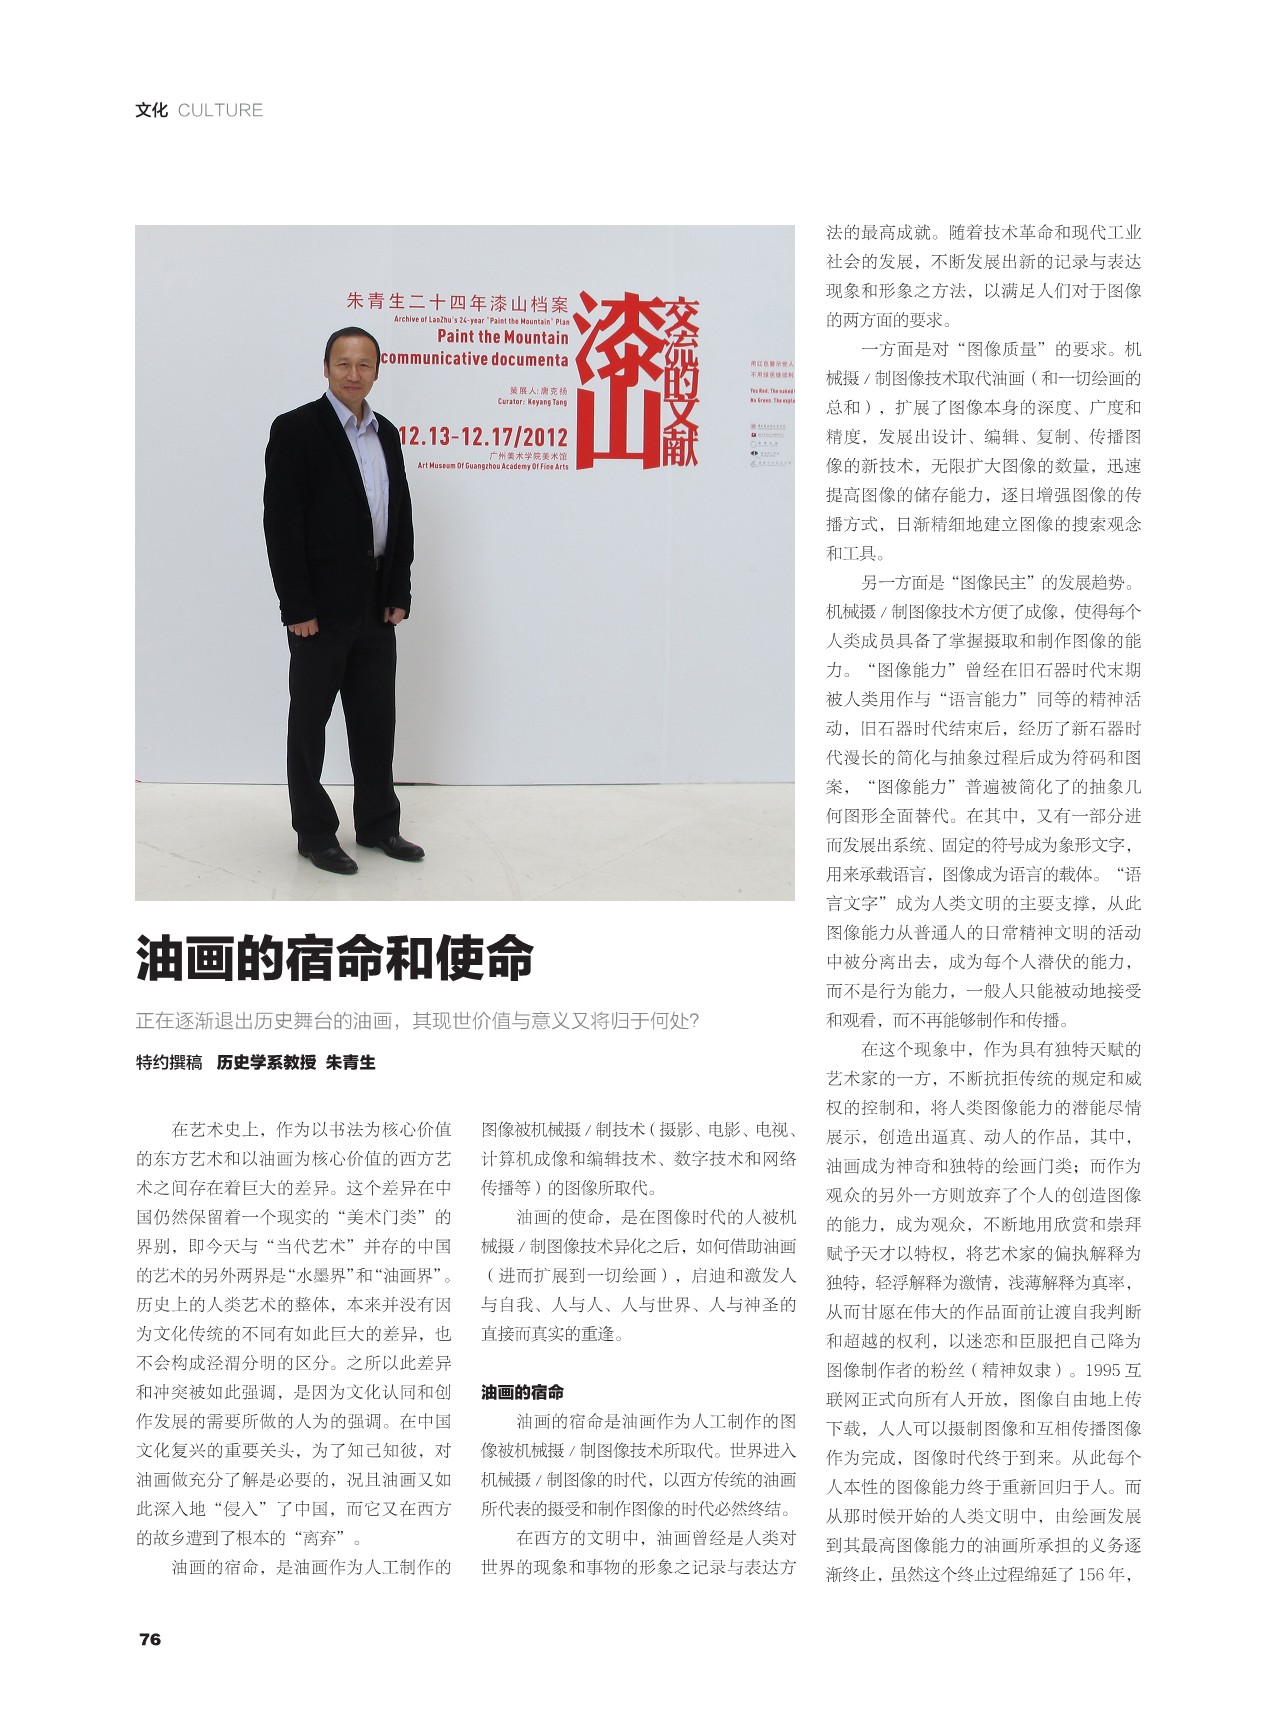 文化 CULTURE
朱青生二十四年漆山档案
Archive of LaoZhu's 24-year "Paint the Mountain" Plan
Paint the Mountain
communicative documenta
策展人:唐克扬
Curator: Keyang Tang
12.13-12.17/2012
广州美术学院美术馆
Art Museum Of Guangzhou Academy Of Fine Arts
漆山
交流的文献
用红色警示世人
不用绿色继续利
Yes Red. The naked
No Green. The expla
油画的宿命和使命
正在逐渐退出历史舞台的油画，其现世价值与意义又将归于何处？
特约撰稿 历史学系教授 朱青生
在艺术史上，作为以书法为核心价值
的东方艺术和以油画为核心价值的西方艺
术之间存在着巨大的差异。这个差异在中
国仍然保留着一个现实的“美术门类”的
界别，即今天与“当代艺术”并存的中国
的艺术的另外两界是“水墨界”和“油画界”。
历史上的人类艺术的整体，本来并没有因
为文化传统的不同有如此巨大的差异，也
不会构成泾渭分明的区分。之所以此差异
和冲突被如此强调，是因为文化认同和创
作发展的需要所做的人为的强调。在中国
文化复兴的重要关头，为了知己知彼，对
油画做充分了解是必要的，况且油画又如
此深入地“侵入”了中国，而它又在西方
的故乡遭到了根本的“离弃”。
油画的宿命，是油画作为人工制作的
图像被机械摄/制技术（摄影、电影、电视、
计算机成像和编辑技术、数字技术和网络
传播等）的图像所取代。
油画的使命，是在图像时代的人被机
械摄/制图像技术异化之后，如何借助油画
（进而扩展到一切绘画），启迪和激发人
与自我、人与人、人与世界、人与神圣的
直接而真实的重逢。
油画的宿命
油画的宿命是油画作为人工制作的图
像被机械摄/制图像技术所取代。世界进入
机械摄/制图像的时代，以西方传统的油画
所代表的摄受和制作图像的时代必然终结。
在西方的文明中，油画曾经是人类对
世界的现象和事物的形象之记录与表达方
法的最高成就。随着技术革命和现代工业
社会的发展，不断发展出新的记录与表达
现象和形象之方法，以满足人们对于图像
的两方面的要求。
一方面是对“图像质量”的要求。机
械摄/制图像技术取代油画（和一切绘画的
总和），扩展了图像本身的深度、广度和
精度，发展出设计、编辑、复制、传播图
像的新技术，无限扩大图像的数量，迅速
提高图像的储存能力，逐日增强图像的传
播方式，日渐精细地建立图像的搜索观念
和工具。
另一方面是“图像民主”的发展趋势。
机械摄/制图像技术方便了成像，使得每个
人类成员具备了掌握摄取和制作图像的能
力。“图像能力”曾经在旧石器时代末期
被人类用作与“语言能力”同等的精神活
动，旧石器时代结束后，经历了新石器时
代漫长的简化与抽象过程后成为符码和图
案，“图像能力”普遍被简化了的抽象几
何图形全面替代。在其中，又有一部分进
而发展出系统、固定的符号成为象形文字，
用来承载语言，图像成为语言的载体。“语
言文字”成为人类文明的主要支撑，从此
图像能力从普通人的日常精神文明的活动
中被分离出去，成为每个人潜伏的能力，
而不是行为能力，一般人只能被动地接受
和观看，而不再能够制作和传播。
在这个现象中，作为具有独特天赋的
艺术家的一方，不断抗拒传统的规定和威
权的控制和，将人类图像能力的潜能尽情
展示，创造出逼真、动人的作品，其中，
油画成为神奇和独特的绘画门类；而作为
观众的另外一方则放弃了个人的创造图像
的能力，成为观众，不断地用欣赏和崇拜
赋予天才以特权，将艺术家的偏执解释为
独特，轻浮解释为激情，浅薄解释为真率，
从而甘愿在伟大的作品面前让渡自我判断
和超越的权利，以迷恋和臣服把自己降为
图像制作者的粉丝（精神奴隶）。1995 互
联网正式向所有人开放，图像自由地上传
下载，人人可以摄制图像和互相传播图像
作为完成，图像时代终于到来。从此每个
人本性的图像能力终于重新回归于人。而
从那时候开始的人类文明中，由绘画发展
到其最高图像能力的油画所承担的义务逐
渐终止，虽然这个终止过程绵延了 156 年，
76